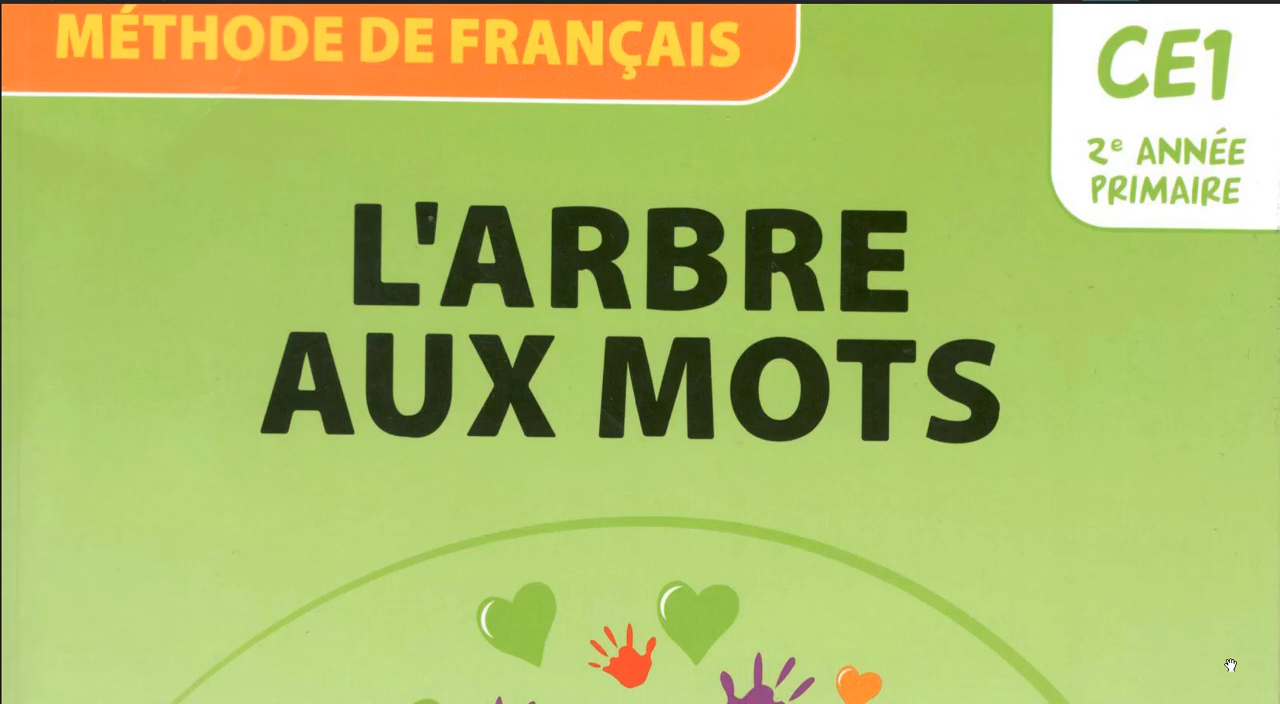 MÉTHODE DE FRANÇAIS
CE1
2e ANNÉE
PRIMAIRE
L'ARBRE
AUX MOTS